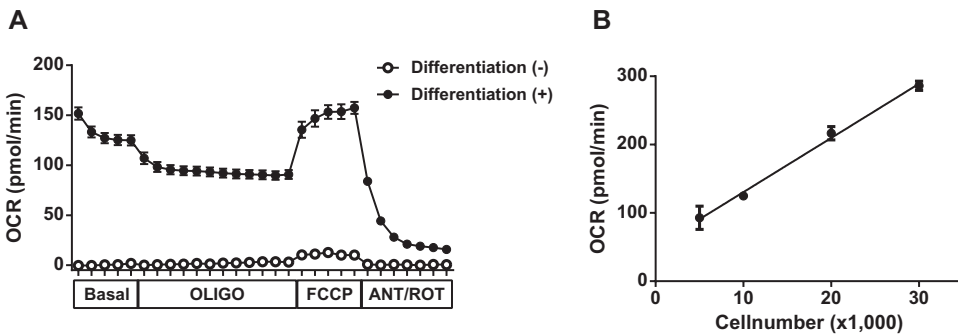 A
OCR (pmol/min)
200
150
100
50
0
Differentiation (-)
Differentiation (+)
Basal
OLIGO
FCCP
ANT/ROT
B
OCR (pmol/min)
300
200
100
0
0
10
20
30
Cellnumber (x1,000)